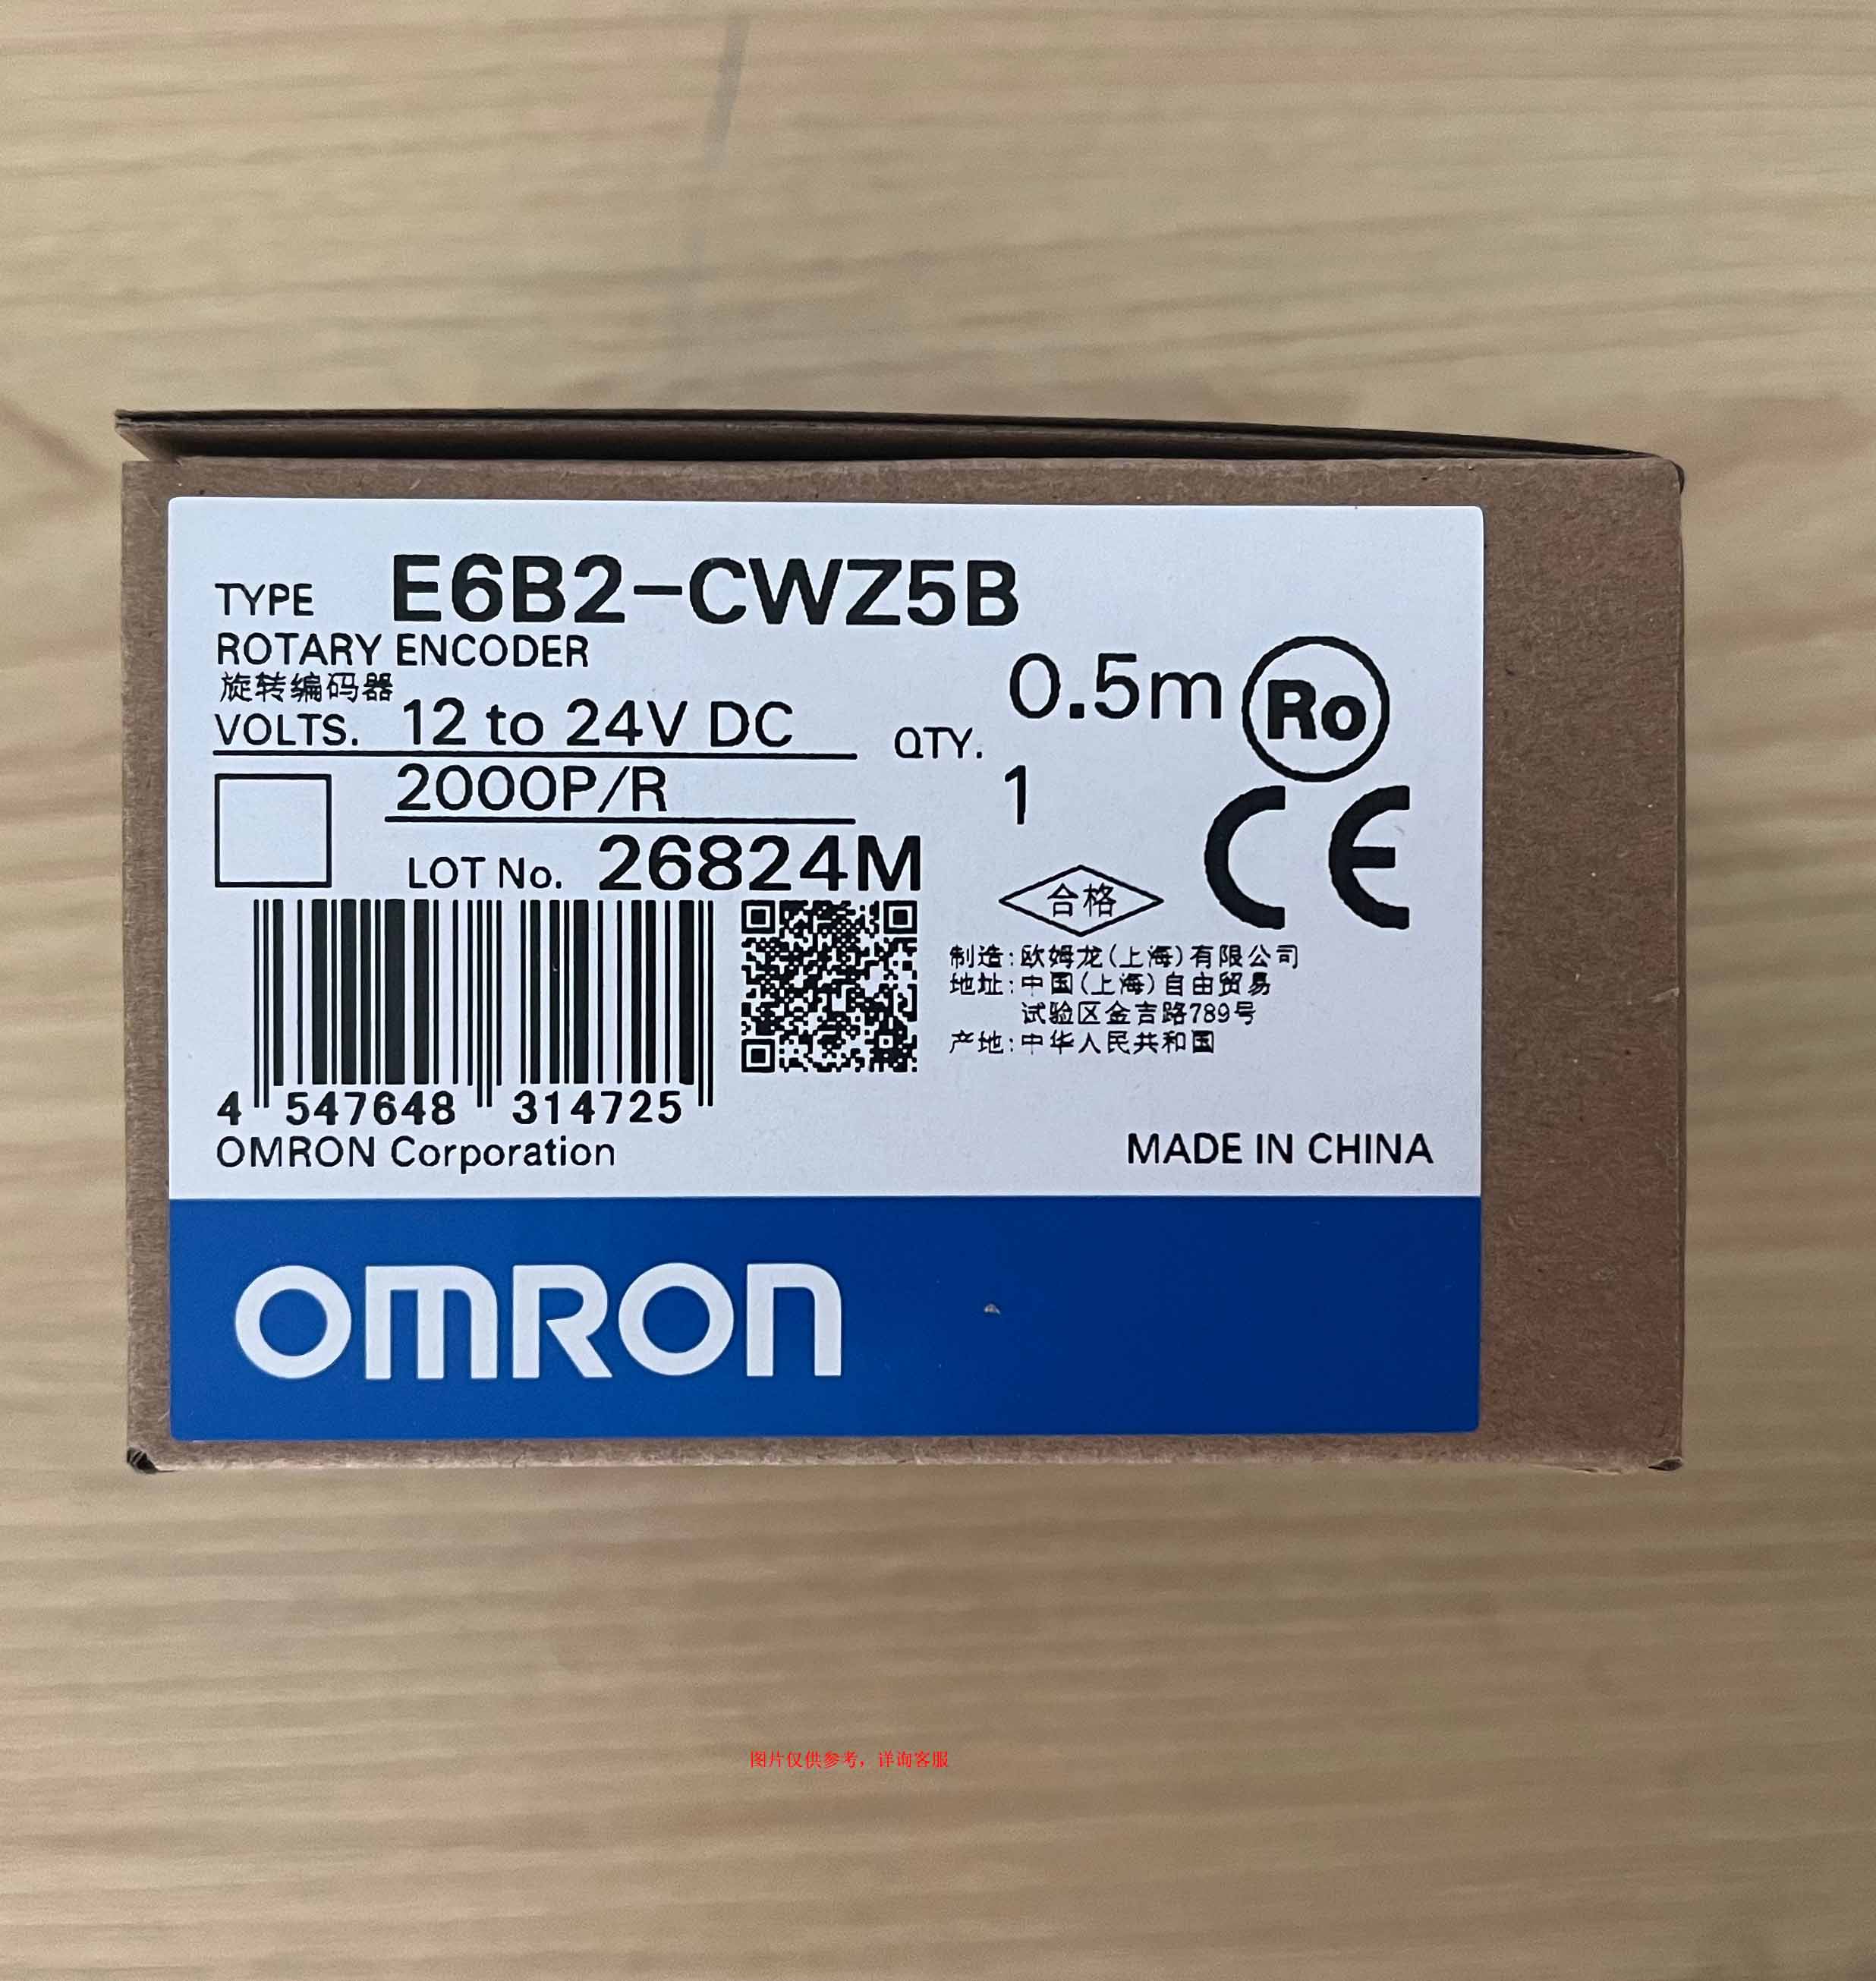 TYPE E6B2-CWZ5B
ROTARY ENCODER
旋转编码器
0.5m Ro
VOLTS. 12 to 24V DC
QTY. 1
2000P/R
CE
LOT No. 26824M
合格
制造:欧姆龙(上海)有限公司
地址:中国(上海)自由贸易
试验区金吉路789号
产地:中华人民共和国
4 547648 314725
OMRON Corporation
MADE IN CHINA
OMRON
图片仅供参考，详询客服